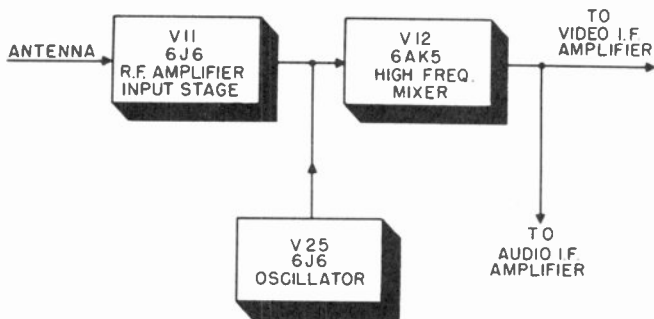 ANTENNA
V11
6J6
R.F. AMPLIFIER
INPUT STAGE
V12
6AK5
HIGH FREQ.
MIXER
TO
VIDEO I.F.
AMPLIFIER
V25
6J6
OSCILLATOR
TO
AUDIO I.F.
AMPLIFIER